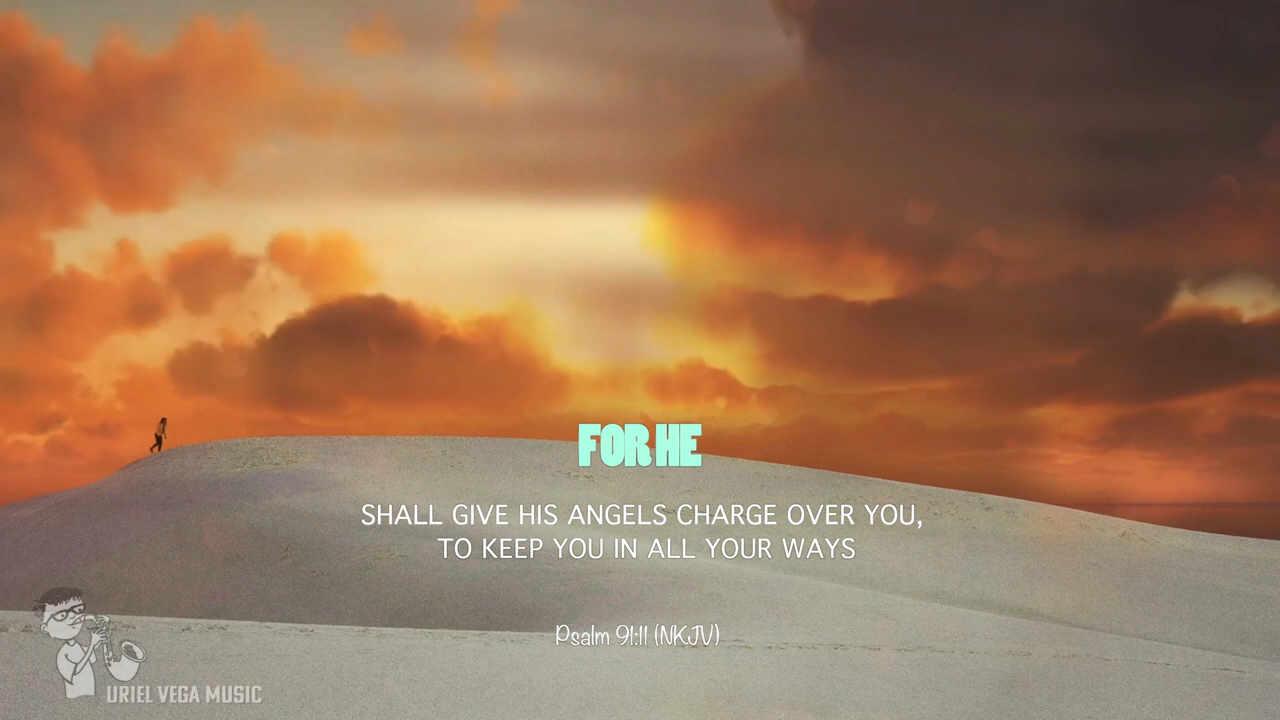 FOR HE
SHALL GIVE HIS ANGELS CHARGE OVER YOU,
TO KEEP YOU IN ALL YOUR WAYS
Psalm 91:11 (NKJV)
URIEL VEGA MUSIC